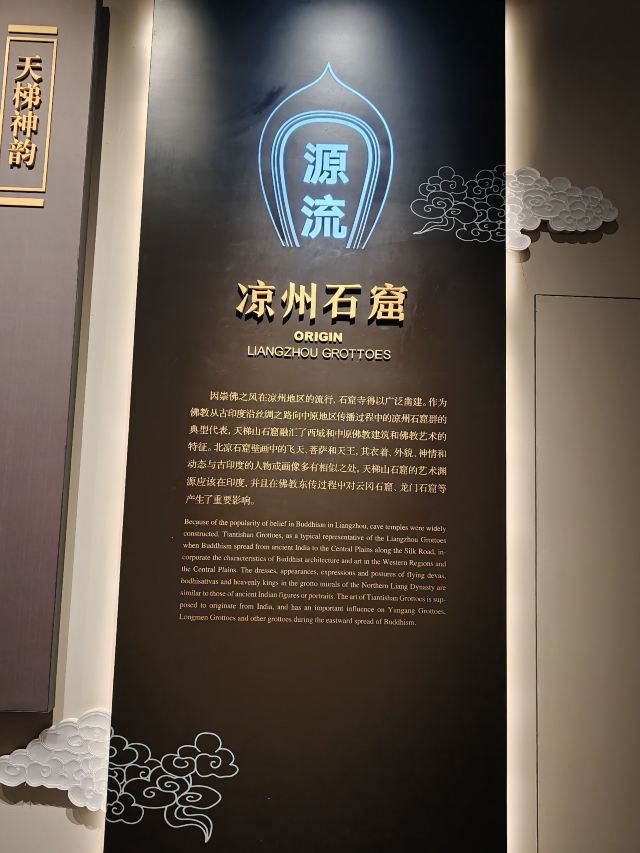 天梯神韵
源流
凉州石窟
ORIGIN
LIANGZHOU GROTTOES
因崇佛之风在凉州地区的流行，石窟寺得以广泛凿建。作为
佛教从古印度沿丝绸之路向中原地区传播过程中的凉州石窟群的
典型代表，天梯山石窟融汇了西域和中原佛教建筑和佛教艺术的
特征。北凉石窟壁画中的飞天、菩萨和天王，其衣着、外貌、神情和
动态与古印度的人物或画像多有相似之处，天梯山石窟的艺术渊
源应该在印度，并且在佛教东传过程中对云冈石窟、龙门石窟等
产生了重要影响。
Because of the popularity of belief in Buddhism in Liangzhou, cave temples were widely
constructed. Tiantishan Grottoes, as a typical representative of the Liangzhou Grottoes
when Buddhism spread from ancient India to the Central Plains along the Silk Road, in-
corporate the characteristics of Buddhist architecture and art in the Western Regions and
the Central Plains. The dresses, appearances, expressions and postures of flying devas,
bodhisattvas and heavenly kings in the grotto murals of the Northern Liang Dynasty are
similar to those of ancient Indian figures or portraits. The art of Tiantishan Grottoes is sup-
posed to originate from India, and has an important influence on Yungang Grottoes,
Longmen Grottoes and other grottoes during the eastward spread of Buddhism.